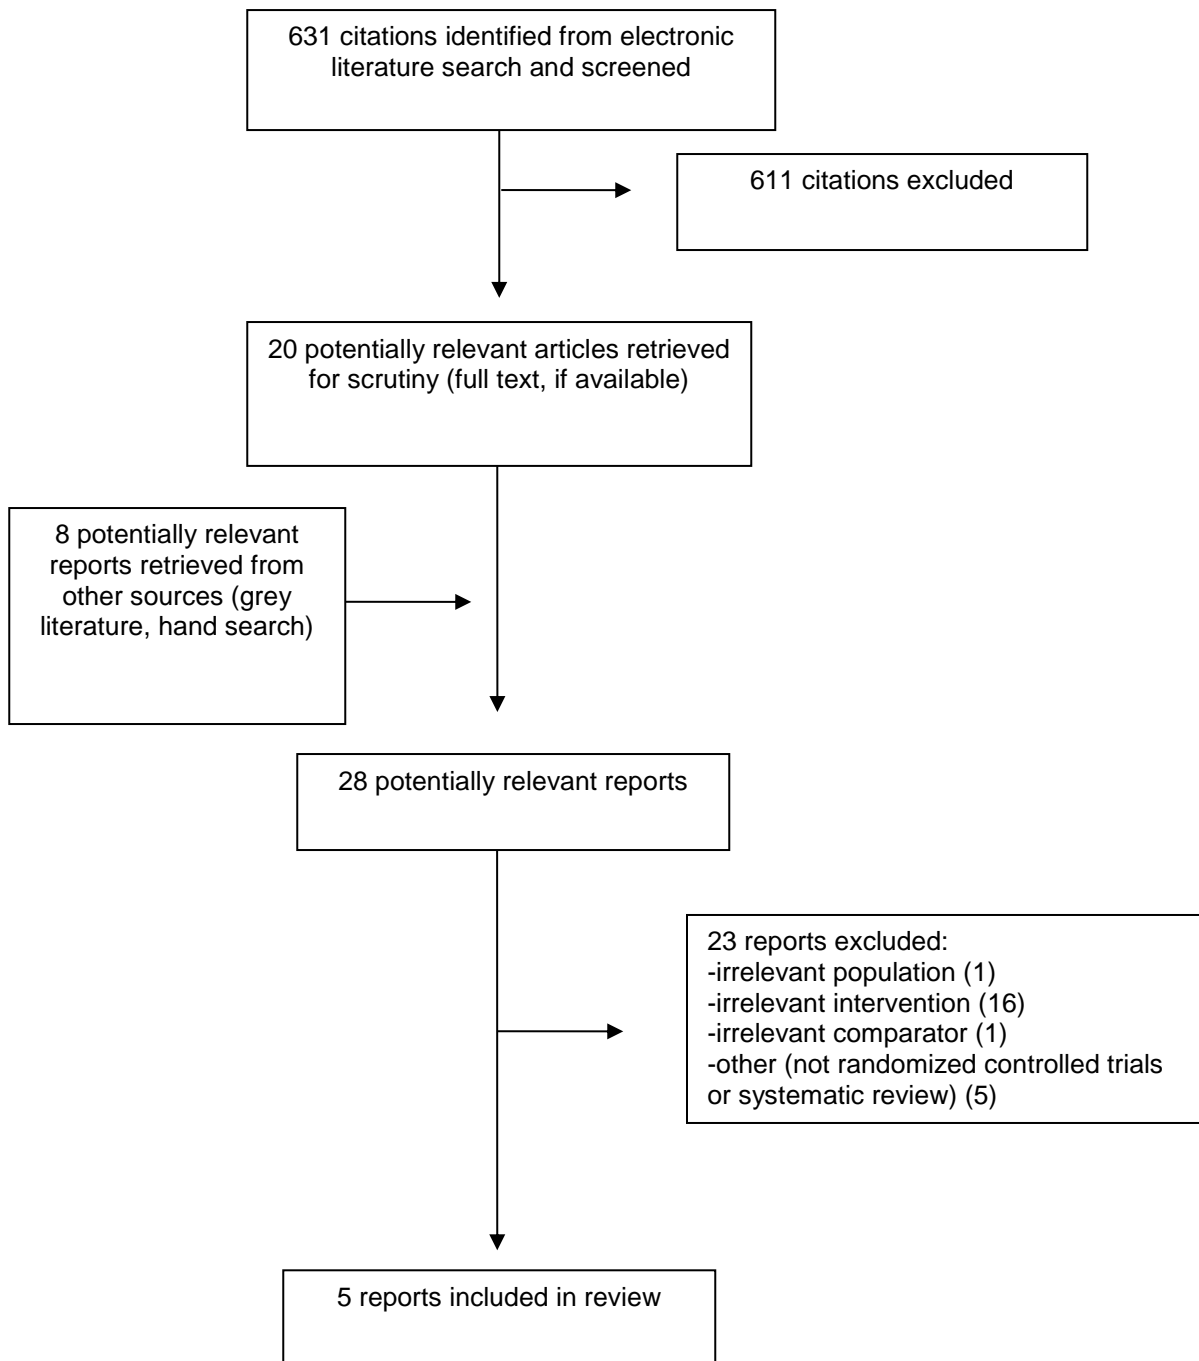 631 citations identified from electronic
literature search and screened
611 citations excluded
20 potentially relevant articles retrieved
for scrutiny (full text, if available)
8 potentially relevant
reports retrieved from
other sources (grey
literature, hand search)
28 potentially relevant reports
23 reports excluded:
-irrelevant population (1)
-irrelevant intervention (16)
-irrelevant comparator (1)
-other (not randomized controlled trials
or systematic review) (5)
5 reports included in review